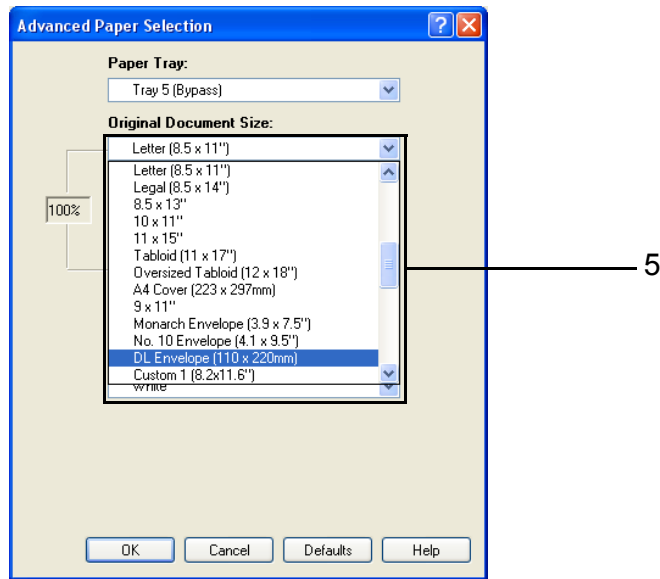 Advanced Paper Selection
Paper Tray:
Tray 5 (Bypass)
Original Document Size:
Letter (8.5 x 11")
Letter (8.5 x 11")
Legal (8.5 x 14")
8.5 x 13"
100%
10 x 11"
11 x 15"
Tabloid (11 x 17")
Oversized Tabloid (12 x 18")
5
A4 Cover (223 x 297mm)
9 x 11"
Monarch Envelope (3.9 x 7.5")
No. 10 Envelope (4.1 x 9.5")
DL Envelope (110 x 220mm)
Custom 1 (8.2x11.6")
White
OK Cancel Defaults Help